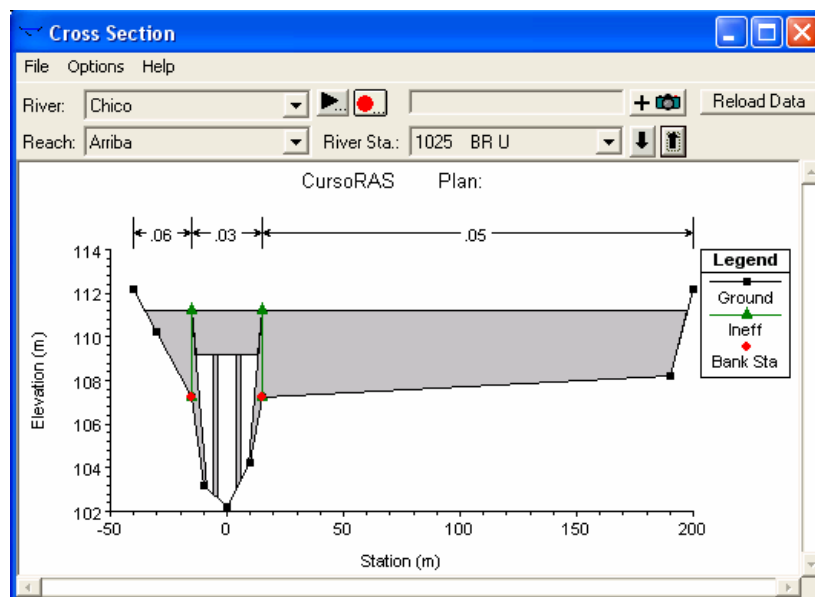 Cross Section
File Options Help
River: Chico Reload Data
Reach: Arriba River Sta.: 1025 BR U
CursoRAS Plan:
.06 .03 .05
114
112
110
108
106
104
102
Elevation (m)
-50 0 50 100 150 200
Station (m)
Legend
Ground
Ineff
Bank Sta